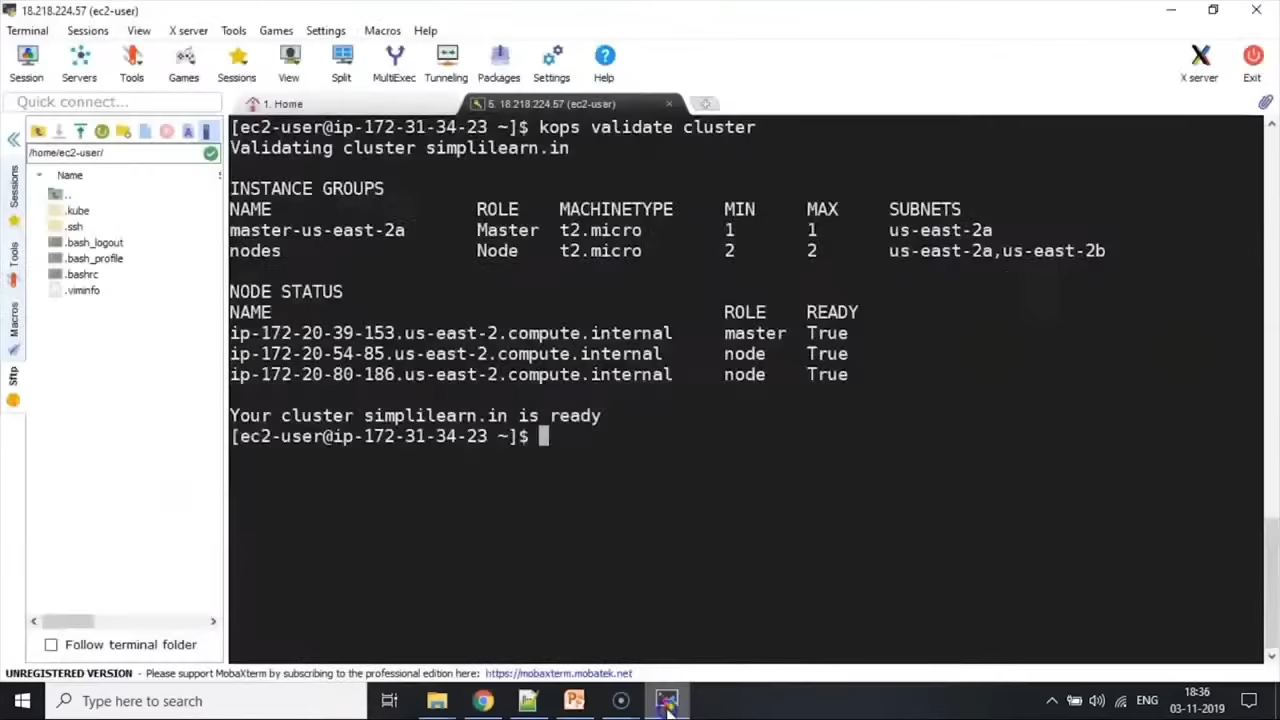 18.218.224.57 (ec2-user)
Terminal Sessions View X server Tools Games Settings Macros Help
Session Servers Tools Games Sessions View Split MultiExec Tunneling Packages Settings Help X server Exit
Quick connect...
1. Home
5. 18.218.224.57 (ec2-user)
/home/ec2-user/
Name
..
.kube
.ssh
.bash_logout
.bash_profile
.bashrc
.viminfo
Sessions
Tools
Macros
Sftp
Follow terminal folder
[ec2-user@ip-172-31-34-23 ~]$ kops validate cluster
Validating cluster simplilearn.in
INSTANCE GROUPS
NAME ROLE MACHINETYPE MIN MAX SUBNETS
master-us-east-2a Master t2.micro 1 1 us-east-2a
nodes Node t2.micro 2 2 us-east-2a,us-east-2b
NODE STATUS
NAME ROLE READY
ip-172-20-39-153.us-east-2.compute.internal master True
ip-172-20-54-85.us-east-2.compute.internal node True
ip-172-20-80-186.us-east-2.compute.internal node True
Your cluster simplilearn.in is ready
[ec2-user@ip-172-31-34-23 ~]$
UNREGISTERED VERSION - Please support MobaXterm by subscribing to the professional edition here: https://mobaxterm.mobatek.net
Type here to search
ENG
18:36
03-11-2019